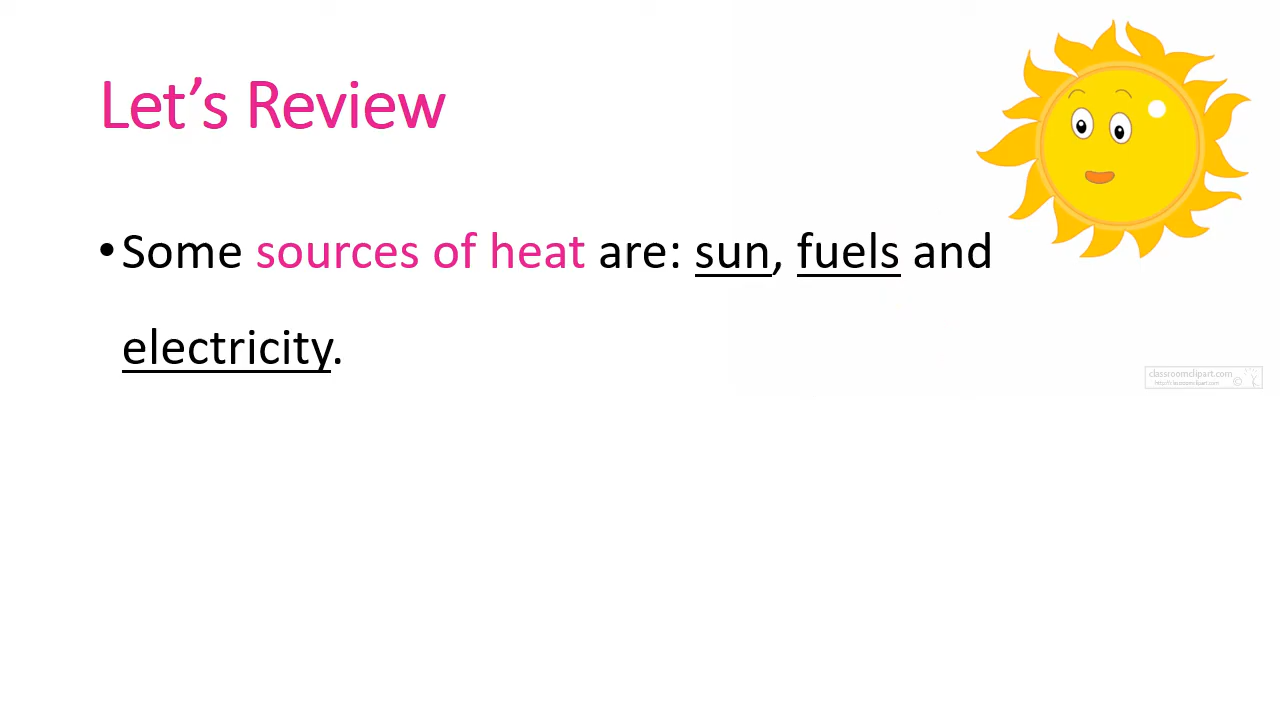 Let's Review
•Some sources of heat are: sun, fuels and
electricity.
classroomclipart.com